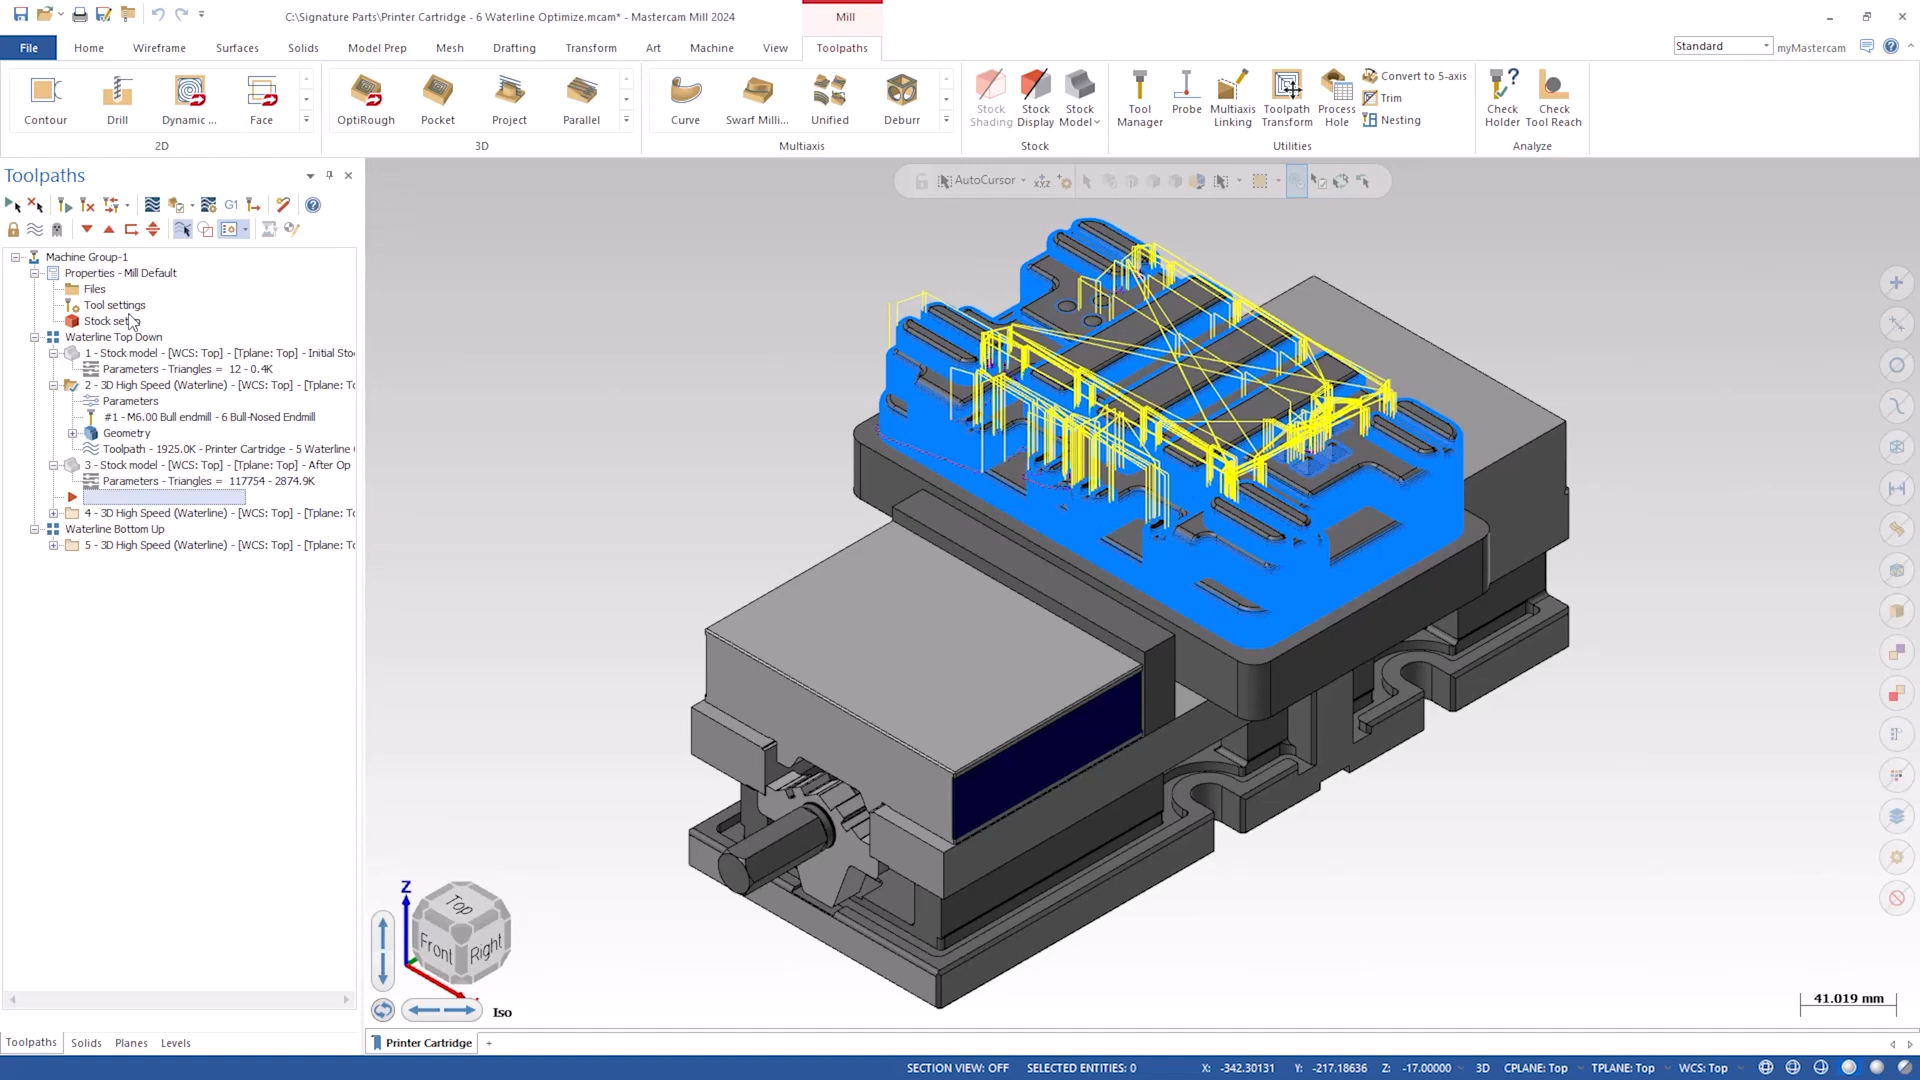 C:\Signature Parts\Printer Cartridge - 6 Waterline Optimize.mcam* - Mastercam Mill 2024
Mill
File Home Wireframe Surfaces Solids Model Prep Mesh Drafting Transform Art Machine View Toolpaths
Standard myMastercam
Contour Drill Dynamic ... Face
OptiRough Pocket Project Parallel
Curve Swarf Milli... Unified Deburr
Stock Shading Stock Display Stock Model
Tool Manager Probe Multiaxis Linking Toolpath Transform Process Hole
Convert to 5-axis
Trim
Nesting
Check Holder Check Tool Reach
2D 3D Multiaxis Stock Utilities Analyze
Toolpaths
G1
AutoCursor
XYZ
Machine Group-1
Properties - Mill Default
Files
Tool settings
Stock
Waterline Top Down
1 - Stock model - [WCS: Top] - [Tplane: Top] - Initial Sto
Parameters - Triangles = 12 - 0.4K
2 - 3D High Speed (Waterline) - [WCS: Top] - [Tplane: To
Parameters
#1 - M6.00 Bull endmill - 6 Bull-Nosed Endmill
Geometry
Toolpath - 1925.0K - Printer Cartridge - 5 Waterline
3 - Stock model - [WCS: Top] - [Tplane: Top] - After Op
Parameters - Triangles = 117754 - 2874.9K
4 - 3D High Speed (Waterline) - [WCS: Top] - [Tplane: To
Waterline Bottom Up
5 - 3D High Speed (Waterline) - [WCS: Top] - [Tplane: To
Z
Top
Front Right
Iso
41.019 mm
Toolpaths Solids Planes Levels
Printer Cartridge +
SECTION VIEW: OFF SELECTED ENTITIES: 0 X: -342.30131 Y: -217.18636 Z: -17.00000 3D CPLANE: Top TPLANE: Top WCS: Top